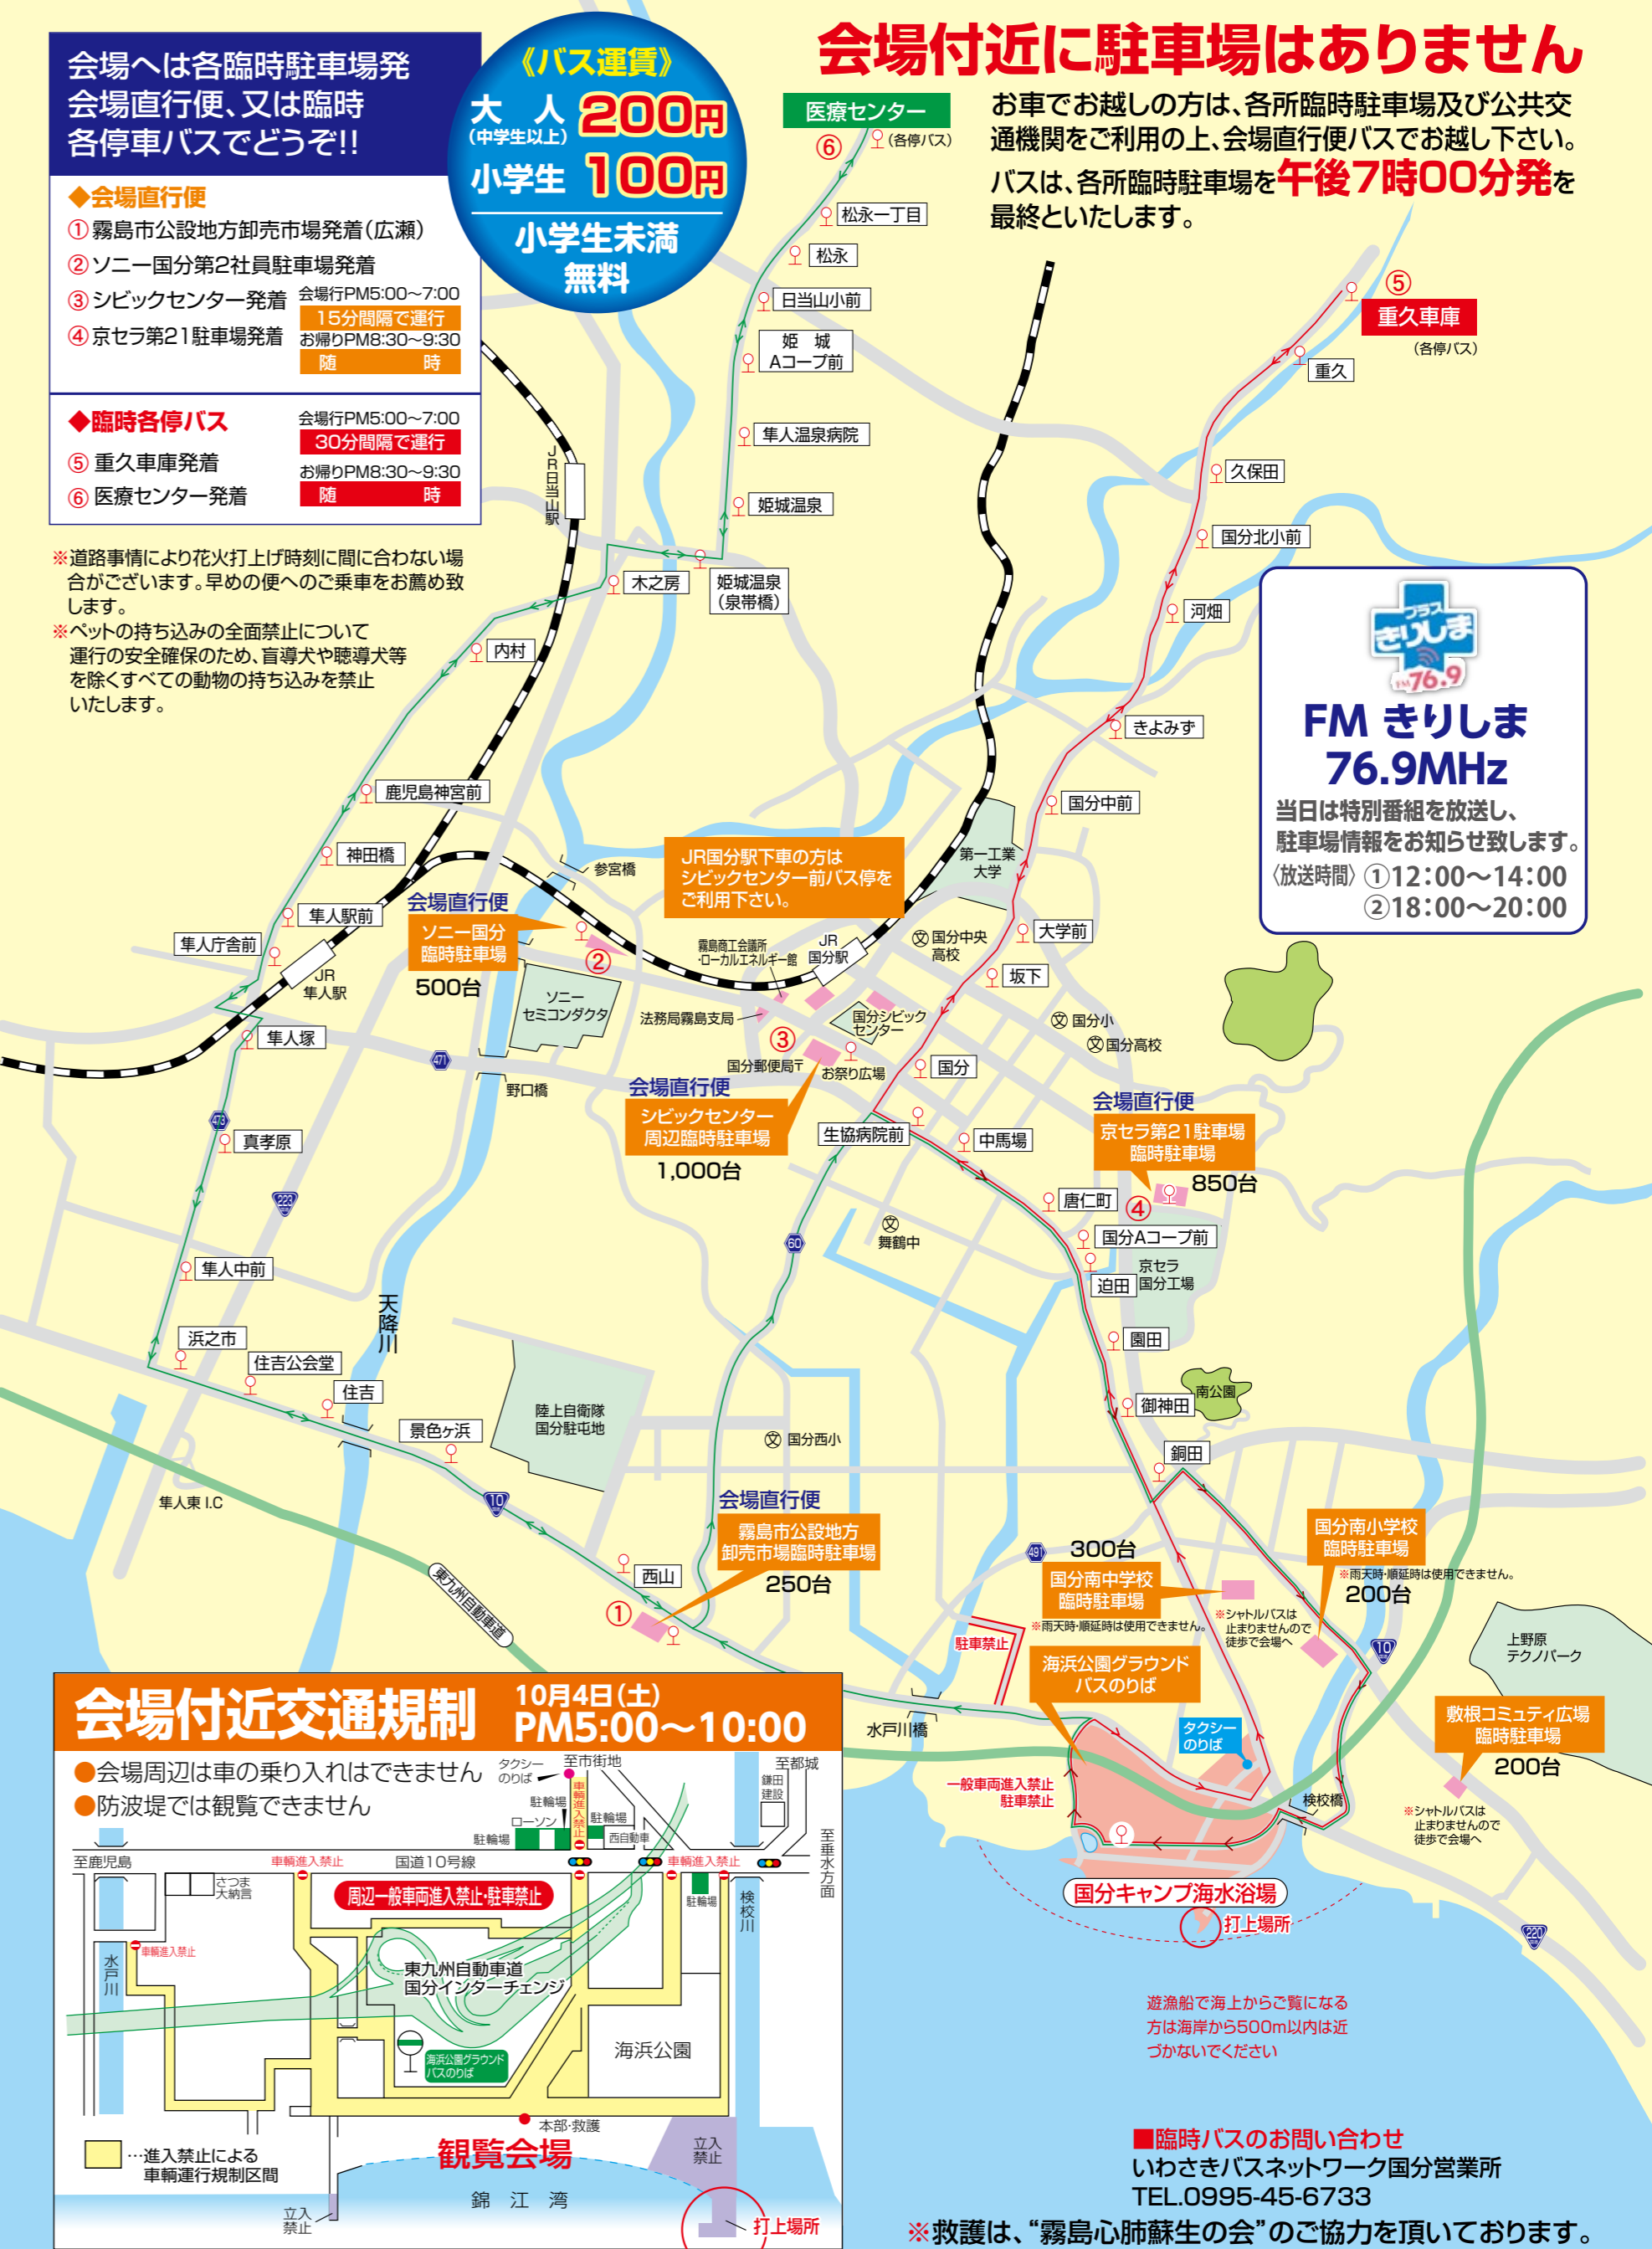 会場付近に駐車場はありません
お車でお越しの方は、各所臨時駐車場及び公共交
通機関をご利用の上、会場直行便バスでお越し下さい。
バスは、各所臨時駐車場を午後7時00分発を
最終といたします。
会場へは各臨時駐車場発
会場直行便、又は臨時
各停車バスでどうぞ!!
《バス運賃》
大 人 200円
(中学生以上)
小学生 100円
小学生未満
無料
◆会場直行便
①霧島市公設地方卸売市場発着(広瀬)
②ソニー国分第2社員駐車場発着
③シビックセンター発着
④京セラ第21駐車場発着
会場行PM5:00〜7:00
15分間隔で運行
お帰りPM8:30〜9:30
随 時
◆臨時各停バス
⑤重久車庫発着
⑥医療センター発着
会場行PM5:00〜7:00
30分間隔で運行
お帰りPM8:30〜9:30
随 時
※道路事情により花火打上げ時刻に間に合わない場
合がございます。早めの便へのご乗車をお薦め致
します。
※ペットの持ち込みの全面禁止について
運行の安全確保のため、盲導犬や聴導犬等
を除くすべての動物の持ち込みを禁止
いたします。
医療センター
⑥
(各停バス)
松永一丁目
松永
日当山小前
姫 城
Aコープ前
隼人温泉病院
姫城温泉
姫城温泉
(泉帯橋)
木之房
JR日当山駅
内村
鹿児島神宮前
神田橋
隼人駅前
隼人庁舎前
JR
隼人駅
隼人塚
473
真孝原
223
隼人中前
浜之市
住吉公会堂
住吉
景色ヶ浜
天降川
隼人東 I.C
東九州自動車道
10
西山
⑤
重久車庫
(各停バス)
重久
久保田
国分北小前
河畑
きよみず
国分中前
第一工業
大学
大学前
坂下
国分
文国分中央
高校
文国分小
文国分高校
プラス
きりしま
FM76.9
FM きりしま
76.9MHz
当日は特別番組を放送し、
駐車場情報をお知らせ致します。
〈放送時間〉①12:00〜14:00
②18:00〜20:00
JR国分駅下車の方は
シビックセンター前バス停を
ご利用下さい。
参宮橋
会場直行便
ソニー国分
臨時駐車場
500台
②
ソニー
セミコンダクタ
471
野口橋
霧島商工会議所
・ローカルエネルギー館
JR
国分駅
法務局霧島支局
国分シビック
センター
③
国分郵便局〒
お祭り広場
会場直行便
シビックセンター
周辺臨時駐車場
1,000台
生協病院前
中馬場
会場直行便
京セラ第21駐車場
臨時駐車場
850台
④
唐仁町
国分Aコープ前
迫田
京セラ
国分工場
園田
御神田
南公園
銅田
60
文
舞鶴中
陸上自衛隊
国分駐屯地
文国分西小
会場直行便
霧島市公設地方
卸売市場臨時駐車場
250台
①
491
300台
国分南中学校
臨時駐車場
※雨天時・順延時は使用できません。
※シャトルバスは
止まりませんので
徒歩で会場へ
国分南小学校
臨時駐車場
※雨天時・順延時は使用できません。
200台
10
上野原
テクノパーク
駐車禁止
海浜公園グラウンド
バスのりば
水戸川橋
タクシー
のりば
一般車両進入禁止
駐車禁止
検校橋
敷根コミュティ広場
臨時駐車場
200台
※シャトルバスは
止まりませんので
徒歩で会場へ
国分キャンプ海水浴場
打上場所
220
遊漁船で海上からご覧になる
方は海岸から500m以内は近
づかないでください
会場付近交通規制
10月4日(土)
PM5:00〜10:00
●会場周辺は車の乗り入れはできません
●防波堤では観覧できません
タクシー
のりば
至市街地
至都城
鎌田
建設
駐輪場
ローソン
駐輪場
車輌進入禁止
駐輪場
西自動車
至垂水方面
至鹿児島
車輌進入禁止
国道10号線
車輌進入禁止
さつま
大納言
周辺一般車両進入禁止・駐車禁止
駐輪場
検校川
車輌進入禁止
水戸川
東九州自動車道
国分インターチェンジ
海浜公園グラウンド
バスのりば
海浜公園
本部・救護
観覧会場
立入
禁止
…進入禁止による
車輌運行規制区間
立入
禁止
錦 江 湾
打上場所
■臨時バスのお問い合わせ
いわさきバスネットワーク国分営業所
TEL.0995-45-6733
※救護は、“霧島心肺蘇生の会”のご協力を頂いております。